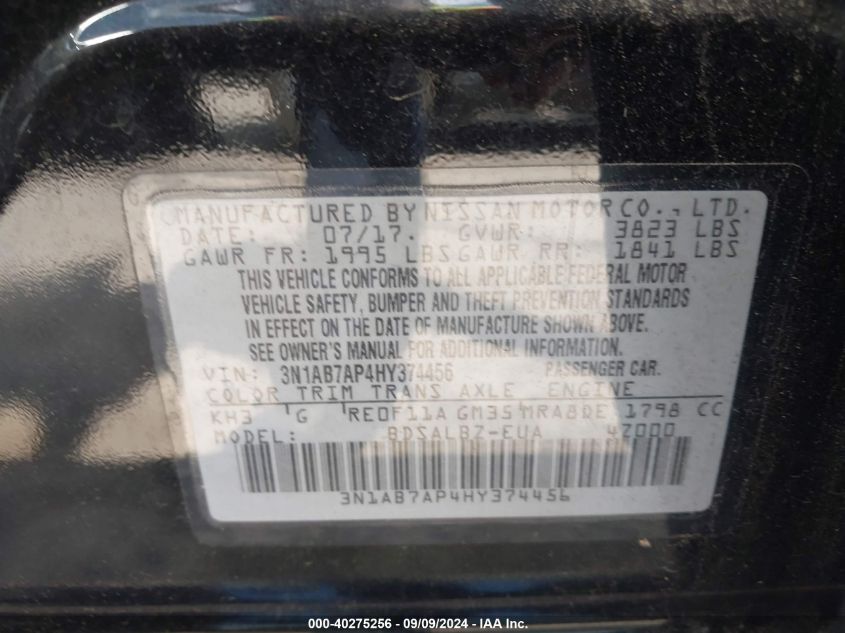 MANUFACTURED BY NISSAN MOTOR CO., LTD.
DATE: 07/17. GVWR: 3823 LBS
GAWR FR: 1995 LBS GAWR RR: 1841 LBS
THIS VEHICLE CONFORMS TO ALL APPLICABLE FEDERAL MOTOR
VEHICLE SAFETY, BUMPER AND THEFT PREVENTION STANDARDS
IN EFFECT ON THE DATE OF MANUFACTURE SHOWN ABOVE.
SEE OWNER'S MANUAL FOR ADDITIONAL INFORMATION.
VIN: 3N1AB7AP4HY374456 PASSENGER CAR.
COLOR TRIM TRANS AXLE ENGINE
KH3 G RE0F11A GM35 MRA8DE 1798 CC
MODEL: BDSALBZ-EUA 4Z000
3N1AB7AP4HY374456
000-40275256 - 09/09/2024 - IAA Inc.